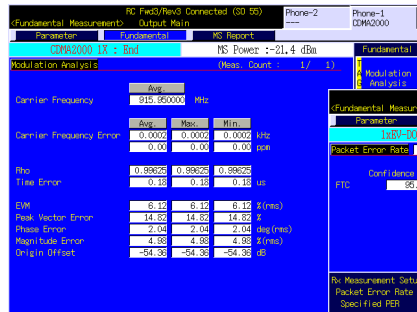 RC Fwd3/Rev3 Connected (SO 55) Phone-2 Phone-1
<Fundamental Measurement> Output Main --- CDMA2000
Parameter Fundamental MS Report
CDMA2000 1X : End MS Power :-21.4 dBm Fundamental
Modulation Analysis (Meas. Count : 1/ 1)
Modulation
Analysis
Avg.
Carrier Frequency 915.950000 MHz
<Fundamental Measur
Parameter
Avg. Max. Min.
Carrier Frequency Error 0.0002 0.0002 0.0002 kHz
0.00 0.00 0.00 ppm
1xEV-DO
Packet Error Rate
Rho 0.99625 0.99625 0.99625
Time Error 0.18 0.18 0.18 us
Confidence
FTC 95.
EVM 6.12 6.12 6.12 %(rms)
Peak Vector Error 14.82 14.82 14.82 %
Phase Error 2.04 2.04 2.04 deg(rms)
Magnitude Error 4.98 4.98 4.98 %(rms)
Origin Offset -54.36 -54.36 -54.36 dB
Rx Measurement Setu
Packet Error Rate
Specified PER